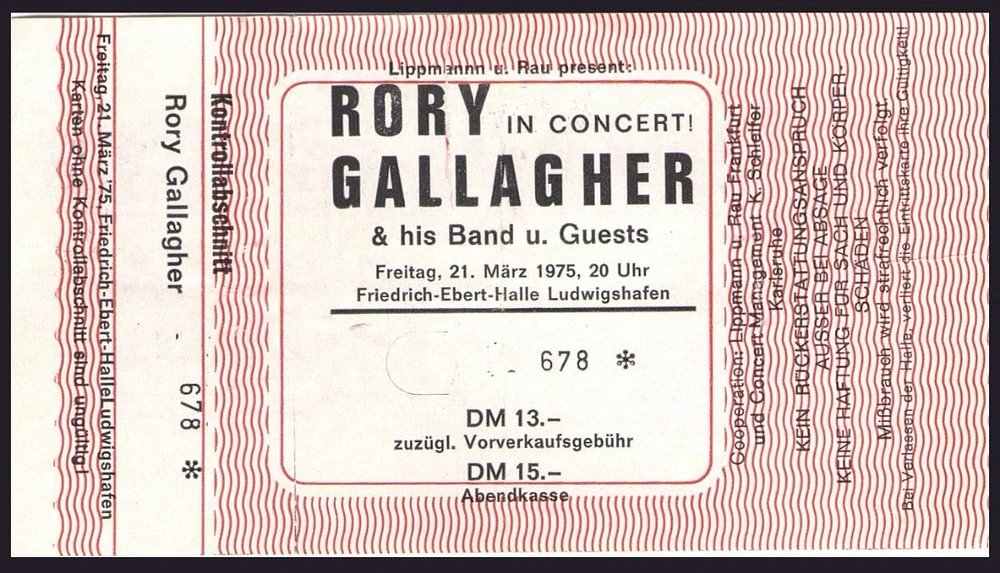 Freitag, 21. März '75, Friedrich-Ebert-Halle Ludwigshafen
Karten ohne Kontrollabschnitt sind ungültig!
Rory Gallagher 678 *
Kontrollabschnitt
Lippmannn u. Rau present:
RORY IN CONCERT!
GALLAGHER
& his Band u. Guests
Freitag, 21. März 1975, 20 Uhr
Friedrich-Ebert-Halle Ludwigshafen
678 *
DM 13.–
zuzügl. Vorverkaufsgebühr
DM 15.–
Abendkasse
Cooperation: Lippmann u. Rau Frankfurt
und Concert Management K. Schleifer
Karlsruhe
KEIN RÜCKERSTATTUNGSANSPRUCH
AUSSER BEI ABSAGE
KEINE HAFTUNG FÜR SACH UND KÖRPER-
SCHADEN
Mißbrauch wird strafrechtlich verfolgt.
Bei Verlassen der Halle, verliert die Eintrittskarte ihre Gültigkeit!